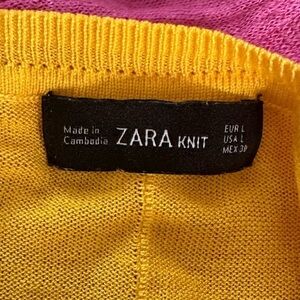 Made in
Cambodia
ZARA KNIT
EUR L
USA L
MEX 30